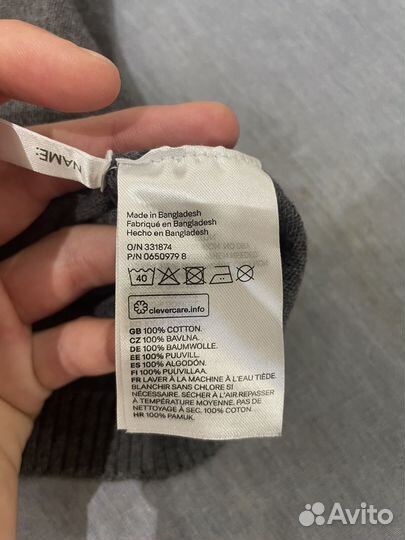 NAME:
Made in Bangladesh
Fabriqué en Bangladesh
Hecho en Bangladesh
O/N 331874
P/N 0650979 8
40
clevercare.info
GB 100% COTTON.
CZ 100% BAVLNA.
DE 100% BAUMWOLLE.
EE 100% PUUVILL.
ES 100% ALGODÓN.
FI 100% PUUVILLAA.
FR LAVER À LA MACHINE À L'EAU TIÈDE.
BLANCHIR SANS CHLORE SI
NÉCESSAIRE. SÉCHER À L'AIR.REPASSER
À TEMPÉRATURE MOYENNE. PAS DE
NETTOYAGE À SEC. 100% COTON.
HR 100% PAMUK.
Avito